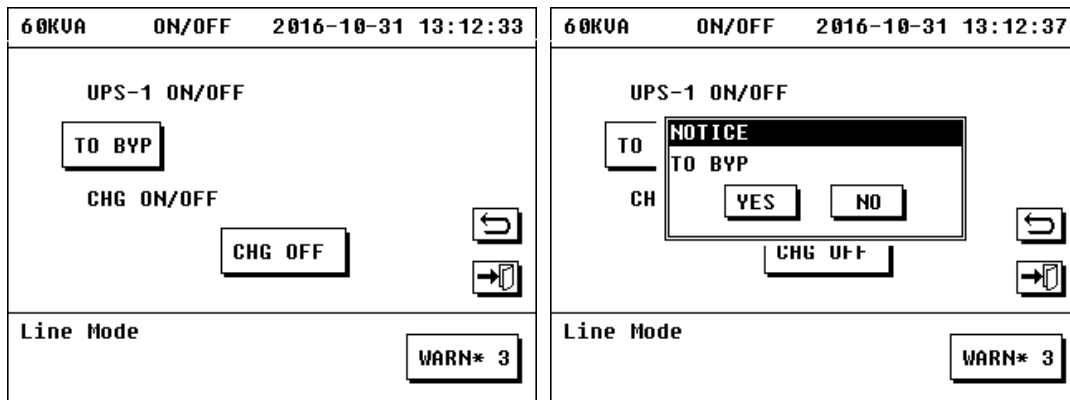 60KVA ON/OFF 2016-10-31 13:12:33
UPS-1 ON/OFF
TO BYP
CHG ON/OFF
CHG OFF
Line Mode
WARN* 3
60KVA ON/OFF 2016-10-31 13:12:37
UPS-1 ON/OFF
TO
NOTICE
TO BYP
CH
YES NO
CHG OFF
Line Mode
WARN* 3